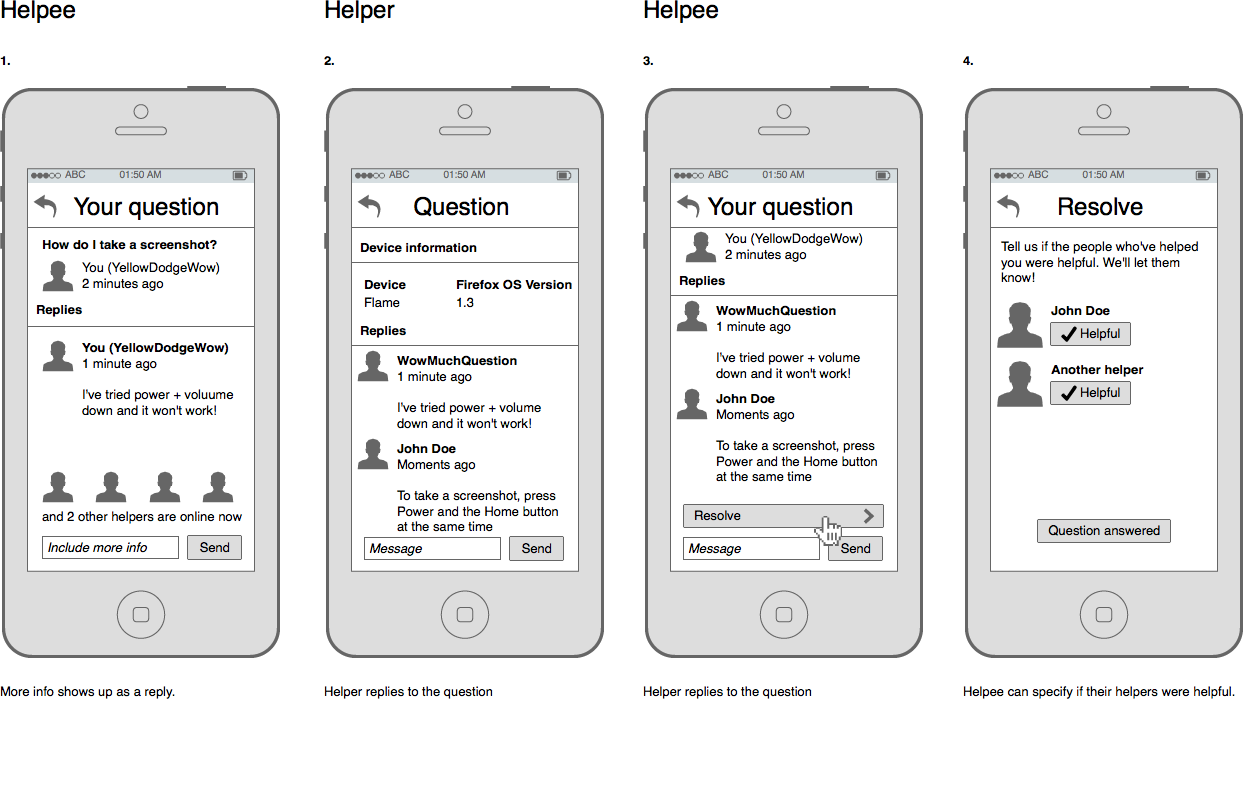 Helpee
1.
ABC 01:50 AM
Your question
How do I take a screenshot?
You (YellowDodgeWow)
2 minutes ago
Replies
You (YellowDodgeWow)
1 minute ago
I've tried power + voluume
down and it won't work!
and 2 other helpers are online now
Include more info
Send
More info shows up as a reply.
Helper
2.
ABC 01:50 AM
Question
Device information
Device Firefox OS Version
Flame 1.3
Replies
WowMuchQuestion
1 minute ago
I've tried power + volume
down and it won't work!
John Doe
Moments ago
To take a screenshot, press
Power and the Home button
at the same time
Message
Send
Helper replies to the question
Helpee
3.
ABC 01:50 AM
Your question
You (YellowDodgeWow)
2 minutes ago
Replies
WowMuchQuestion
1 minute ago
I've tried power + volume
down and it won't work!
John Doe
Moments ago
To take a screenshot, press
Power and the Home button
at the same time
Resolve
Message
Send
Helper replies to the question
4.
ABC 01:50 AM
Resolve
Tell us if the people who've helped
you were helpful. We'll let them
know!
John Doe
Helpful
Another helper
Helpful
Question answered
Helpee can specify if their helpers were helpful.